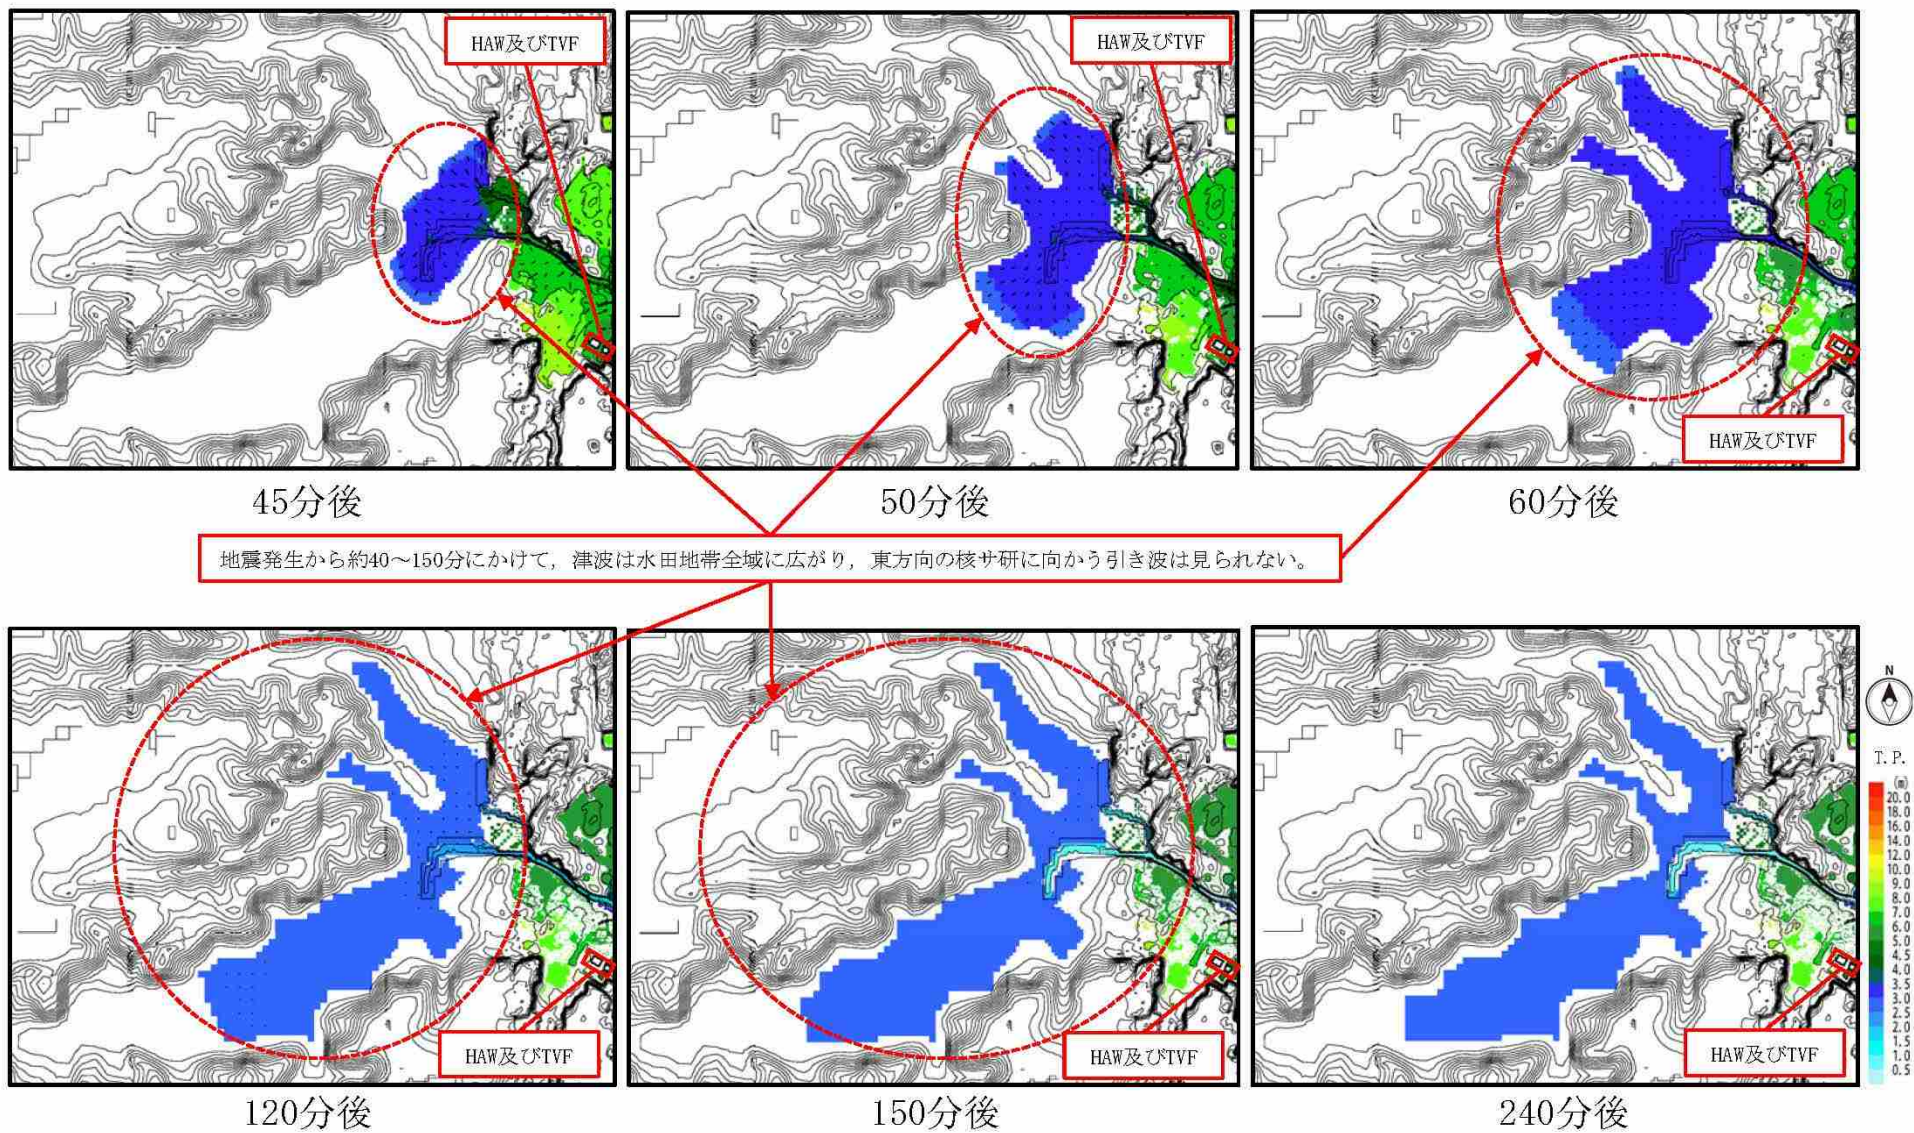 HAW及びTVF
HAW及びTVF
HAW及びTVF
45分後
50分後
60分後
地震発生から約40～150分にかけて，津波は水田地帯全域に広がり，東方向の核サ研に向かう引き波は見られない。
HAW及びTVF
HAW及びTVF
HAW及びTVF
120分後
150分後
240分後
N
T.P.
(m)
20.0
18.0
16.0
14.0
12.0
10.0
9.0
8.0
7.0
6.0
5.0
4.5
4.0
3.5
3.0
2.5
2.0
1.5
1.0
0.5